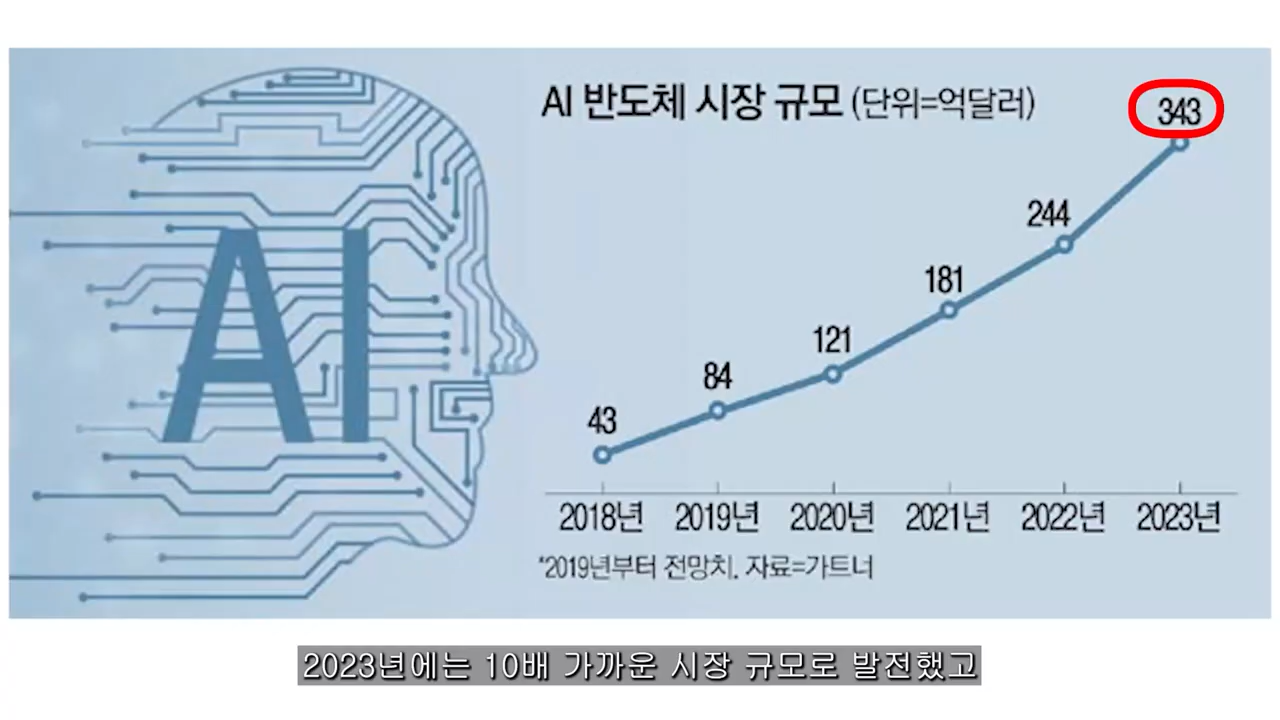 AI 반도체 시장 규모 (단위=억달러)
343
244
181
121
84
43
AI
2018년 2019년 2020년 2021년 2022년 2023년
*2019년부터 전망치, 자료=가트너
2023년에는 10배 가까운 시장 규모로 발전했고